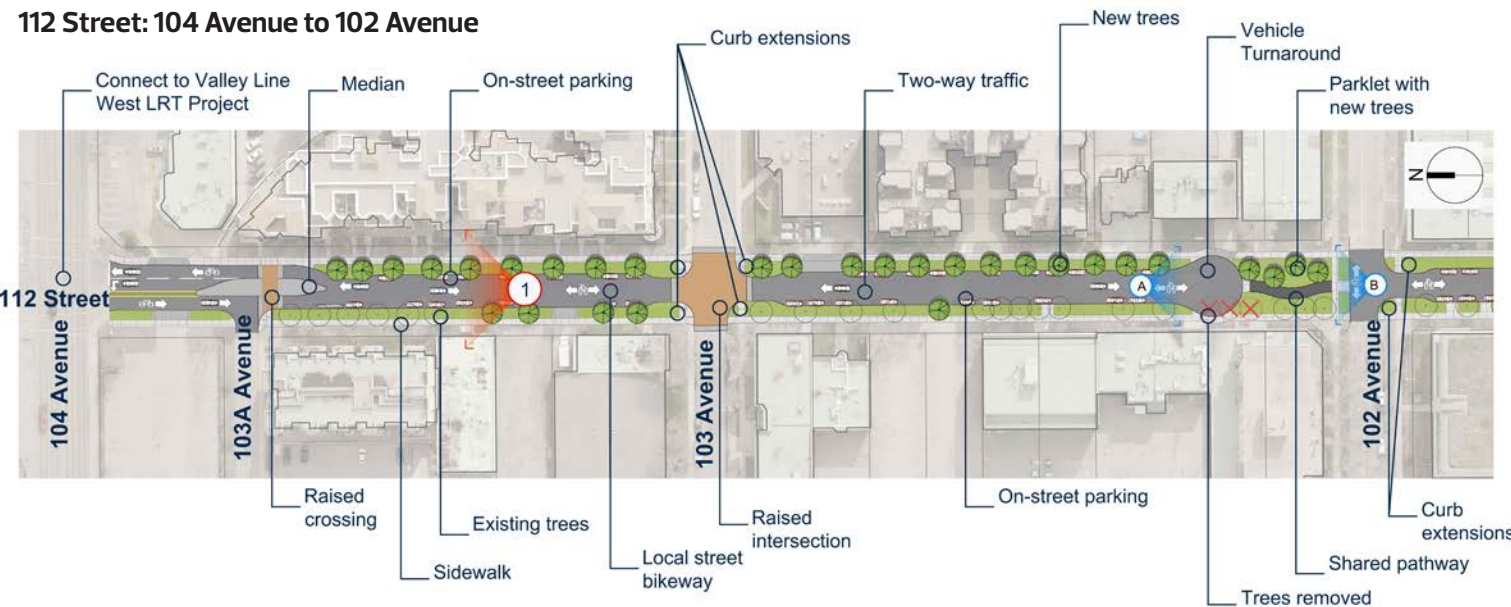 112 Street: 104 Avenue to 102 Avenue
New trees
Curb extensions
Vehicle
Turnaround
Connect to Valley Line
West LRT Project
Median
On-street parking
Two-way traffic
Parklet with
new trees
N
112 Street
1
A
B
104 Avenue
103A Avenue
103 Avenue
102 Avenue
Raised
crossing
Existing trees
Sidewalk
Local street
bikeway
Raised
intersection
On-street parking
Curb
extensions
Shared pathway
Trees removed